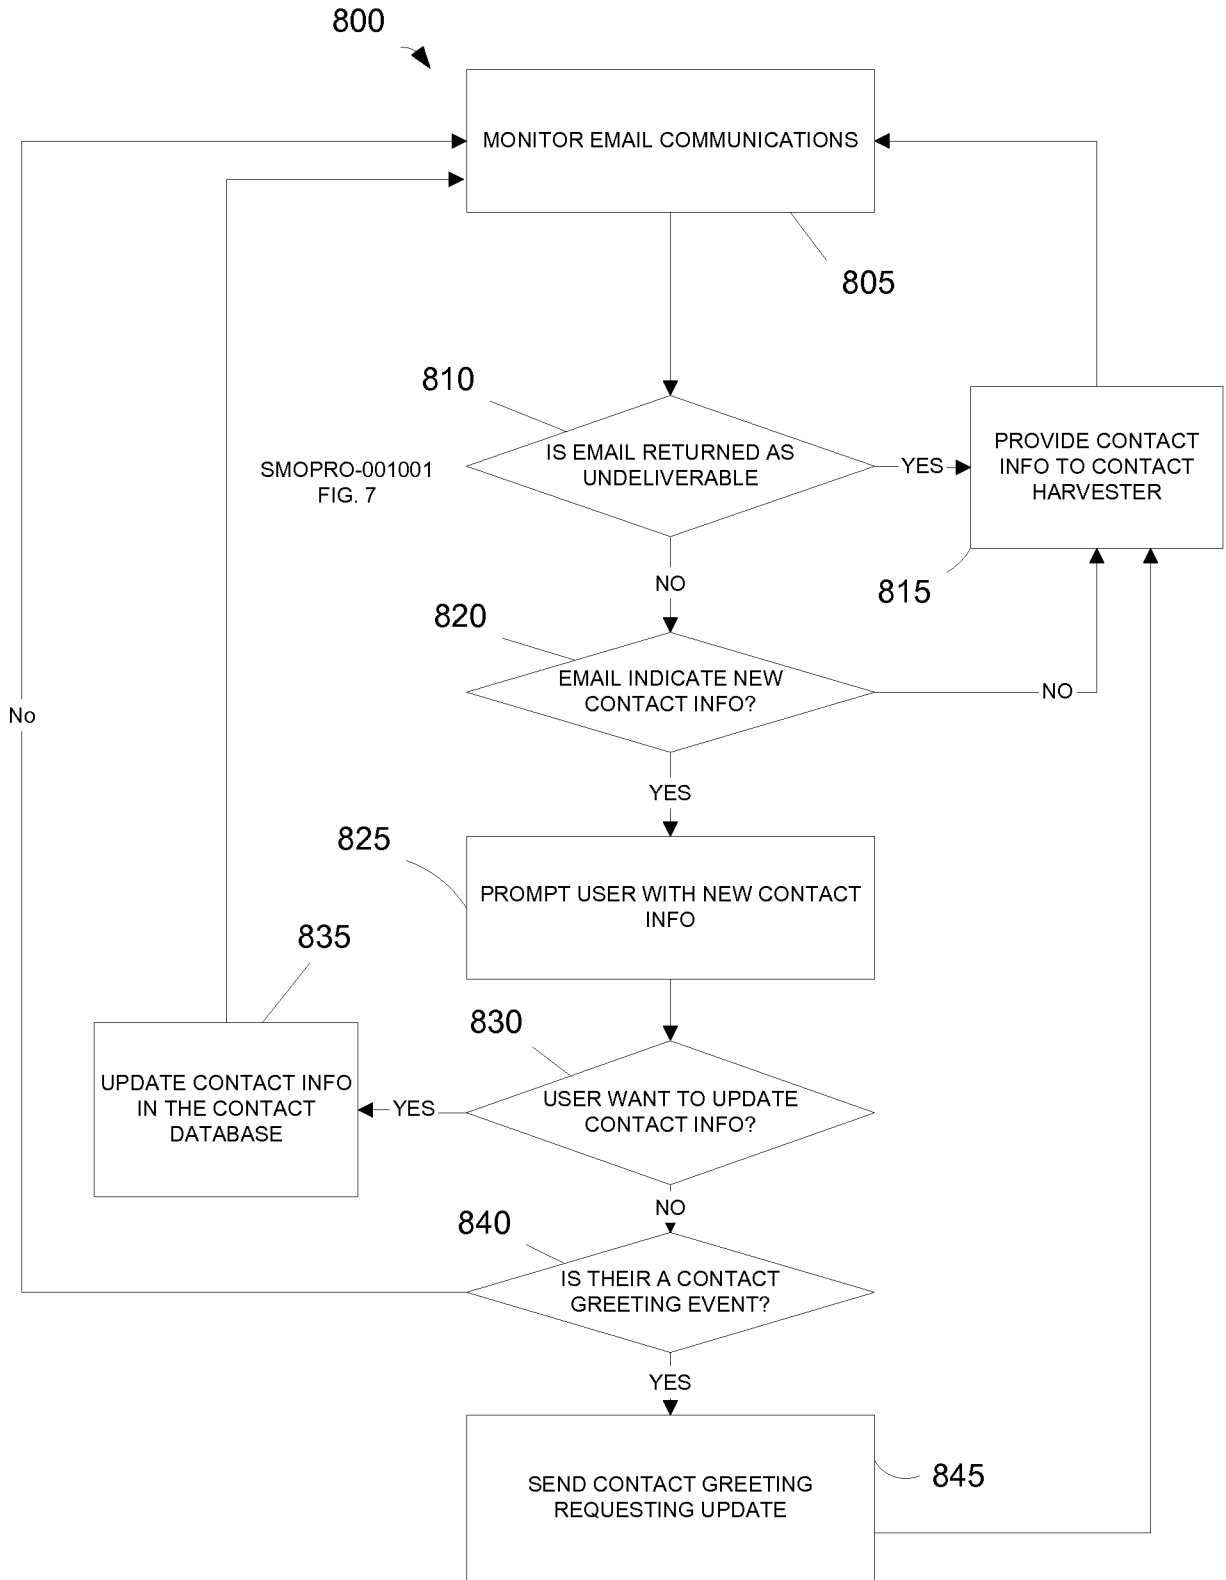 800
MONITOR EMAIL COMMUNICATIONS
805
810
IS EMAIL RETURNED AS
UNDELIVERABLE
YES
PROVIDE CONTACT
INFO TO CONTACT
HARVESTER
SMOPRO-001001
FIG. 7
815
NO
820
EMAIL INDICATE NEW
CONTACT INFO?
NO
No
YES
825
PROMPT USER WITH NEW CONTACT
INFO
835
830
UPDATE CONTACT INFO
IN THE CONTACT
DATABASE
YES
USER WANT TO UPDATE
CONTACT INFO?
NO
840
IS THEIR A CONTACT
GREETING EVENT?
YES
SEND CONTACT GREETING
REQUESTING UPDATE
845